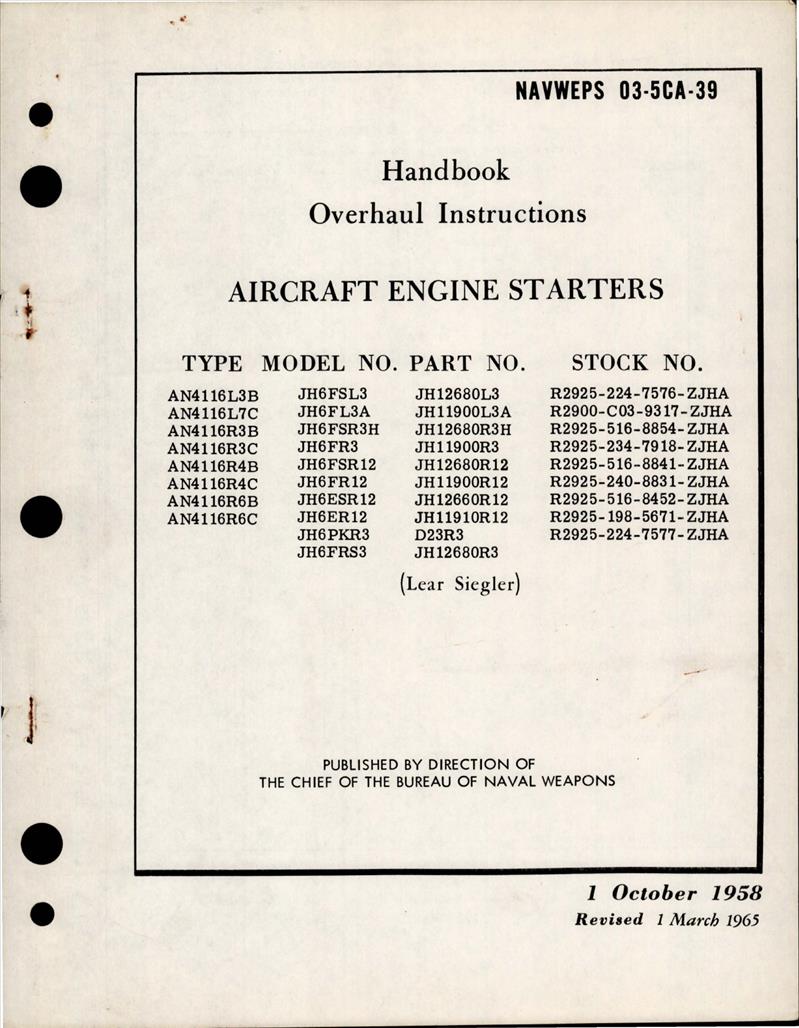 NAVWEPS 03-5CA-39
Handbook
Overhaul Instructions
AIRCRAFT ENGINE STARTERS
TYPE MODEL NO. PART NO. STOCK NO.
AN4116L3B JH6FSL3 JH12680L3 R2925-224-7576-ZJHA
AN4116L7C JH6FL3A JH11900L3A R2900-C03-9317-ZJHA
AN4116R3B JH6FSR3H JH12680R3H R2925-516-8854-ZJHA
AN4116R3C JH6FR3 JH11900R3 R2925-234-7918-ZJHA
AN4116R4B JH6FSR12 JH12680R12 R2925-516-8841-ZJHA
AN4116R4C JH6FR12 JH11900R12 R2925-240-8831-ZJHA
AN4116R6B JH6ESR12 JH12660R12 R2925-516-8452-ZJHA
AN4116R6C JH6ER12 JH11910R12 R2925-198-5671-ZJHA
JH6PKR3 D23R3 R2925-224-7577-ZJHA
JH6FRS3 JH12680R3
(Lear Siegler)
PUBLISHED BY DIRECTION OF
THE CHIEF OF THE BUREAU OF NAVAL WEAPONS
1 October 1958
Revised 1 March 1965